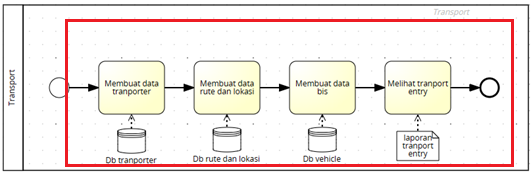 Transport
Transport
Membuat data
tranporter
Membuat data
rute dan lokasi
Membuat data
bis
Melihat tranport
entry
Db tranporter
Db rute dan lokasi
Db vehicle
laporan
tranport
entry